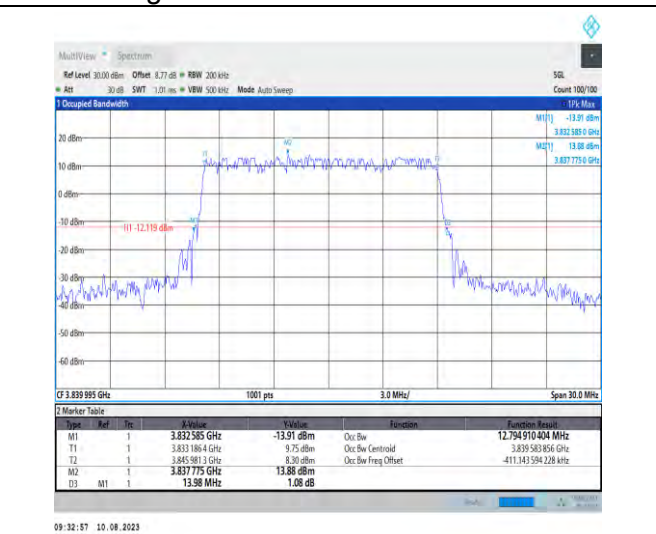 MultiView Spectrum
Ref Level 30.00 dBm Offset 8.77 dB RBW 200 kHz SGL
Att 30 dB SWT 1.01 ms VBW 500 kHz Mode Auto Sweep Count 100/100
1 Occupied Bandwidth 1Pk Max
M1[1] -13.91 dBm
3.832 585 0 GHz
20 dBm M2 M2[1] 13.88 dBm
T1 3.837 775 0 GHz
10 dBm
0 dBm
-10 dBm
H1 -12.119 dBm
-20 dBm
-30 dBm
-40 dBm
-50 dBm
-60 dBm
CF 3.839 995 GHz 1001 pts 3.0 MHz/ Span 30.0 MHz
2 Marker Table
Type Ref Trc X-Value Y-Value Function Function Result
M1 1 3.832 585 GHz -13.91 dBm Occ Bw 12.794 910 404 MHz
T1 1 3.833 186 4 GHz 9.75 dBm Occ Bw Centroid 3.839 583 856 GHz
T2 1 3.845 981 3 GHz 8.30 dBm Occ Bw Freq Offset -411.143 594 228 kHz
M2 1 3.837 775 GHz 13.88 dBm
D3 M1 1 13.98 MHz 1.08 dB
09:32:57 10.08.2023